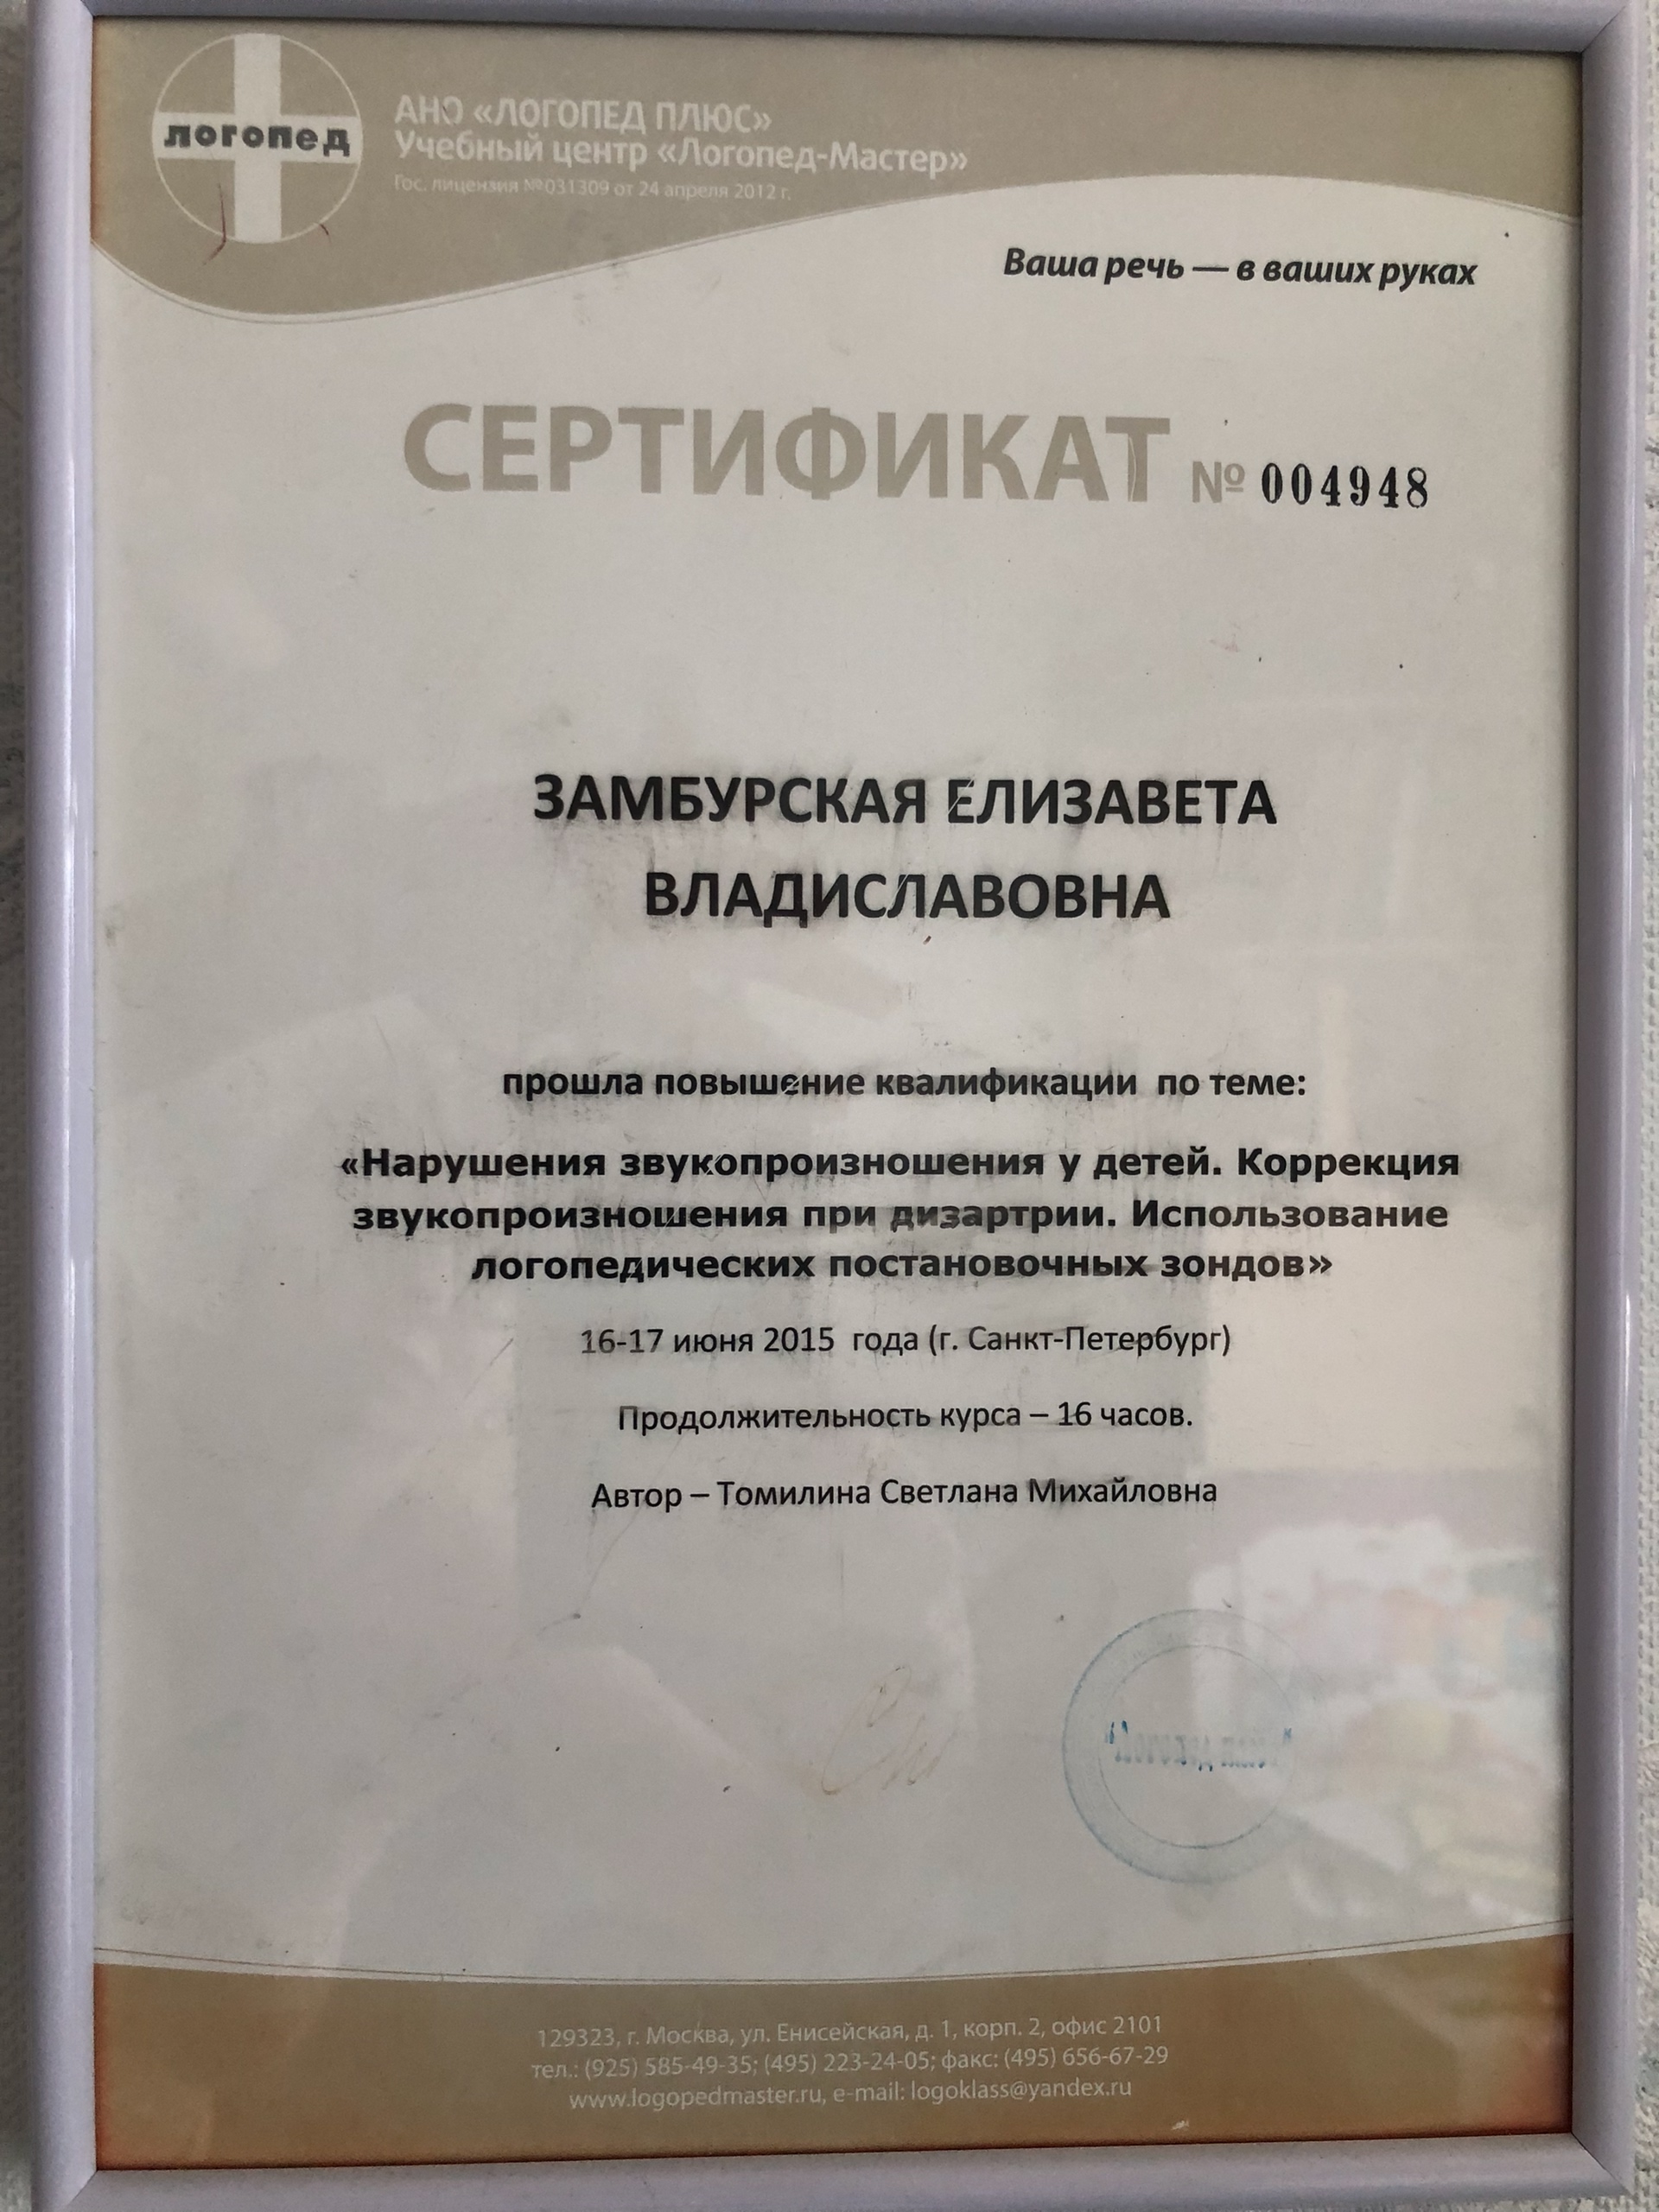 логопед
АНО «ЛОГОПЕД ПЛЮС»
Учебный центр «Логопед-Мастер»
Гос. лицензия №031309 от 24 апреля 2012 г.
Ваша речь — в ваших руках
СЕРТИФИКАТ № 004948
ЗАМБУРСКАЯ ЕЛИЗАВЕТА
ВЛАДИСЛАВОВНА
прошла повышение квалификации по теме:
«Нарушения звукопроизношения у детей. Коррекция
звукопроизношения при дизартрии. Использование
логопедических постановочных зондов»
16-17 июня 2015 года (г. Санкт-Петербург)
Продолжительность курса – 16 часов.
Автор – Томилина Светлана Михайловна
129323, г. Москва, ул. Енисейская, д. 1, корп. 2, офис 2101
тел.: (925) 585-49-35; (495) 223-24-05; факс: (495) 656-67-29
www.logopedmaster.ru, e-mail: logoklass@yandex.ru